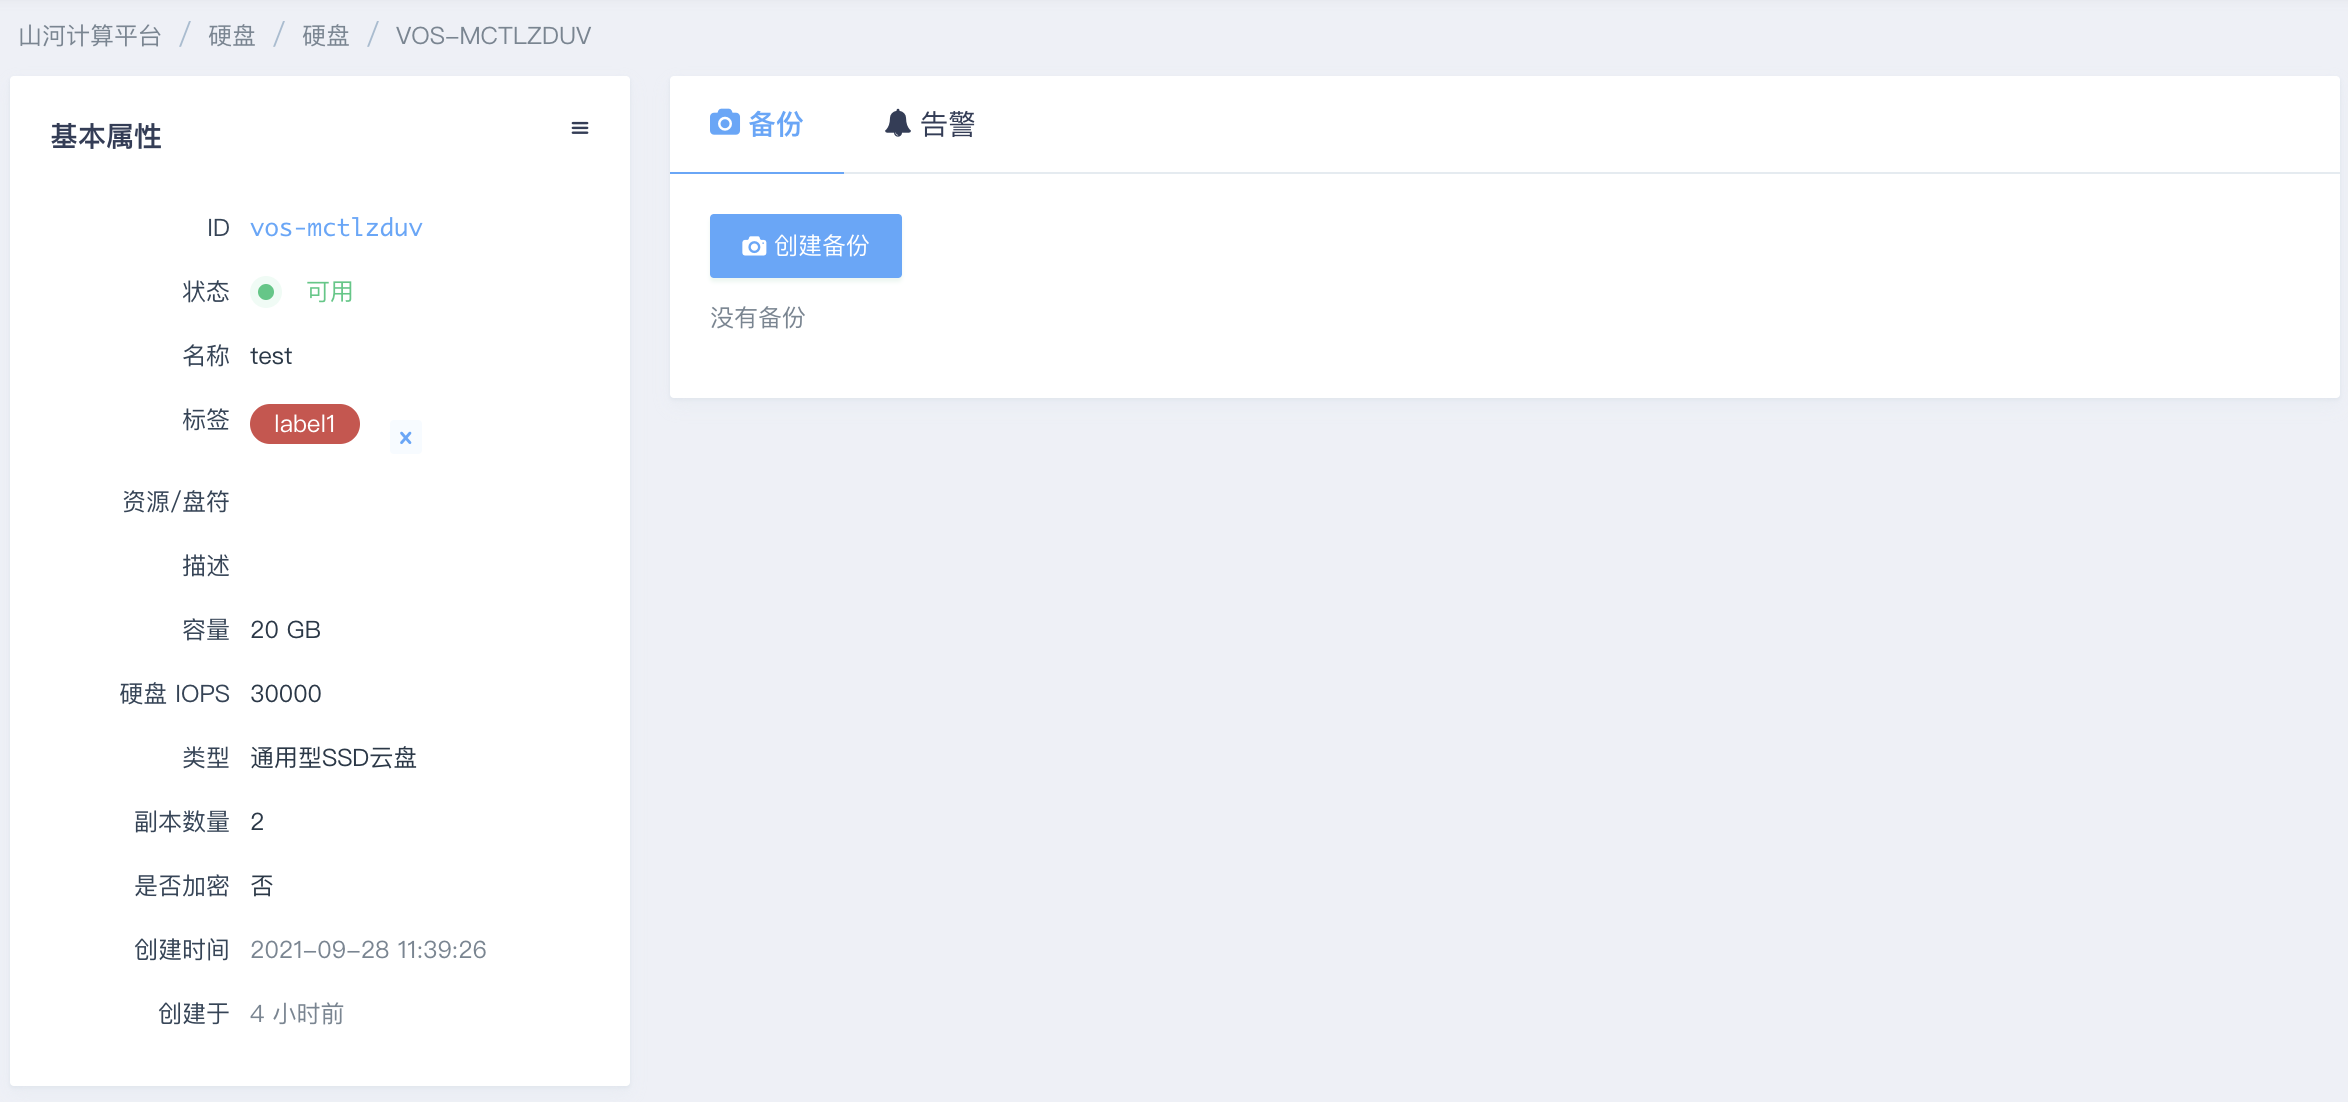 山河计算平台 / 硬盘 / 硬盘 / VOS-MCTLZDUV
基本属性
ID vos-mctlzduv
状态 可用
名称 test
标签 label1 x
资源/盘符
描述
容量 20 GB
硬盘 IOPS 30000
类型 通用型SSD云盘
副本数量 2
是否加密 否
创建时间 2021-09-28 11:39:26
创建于 4 小时前
备份 告警
创建备份
没有备份